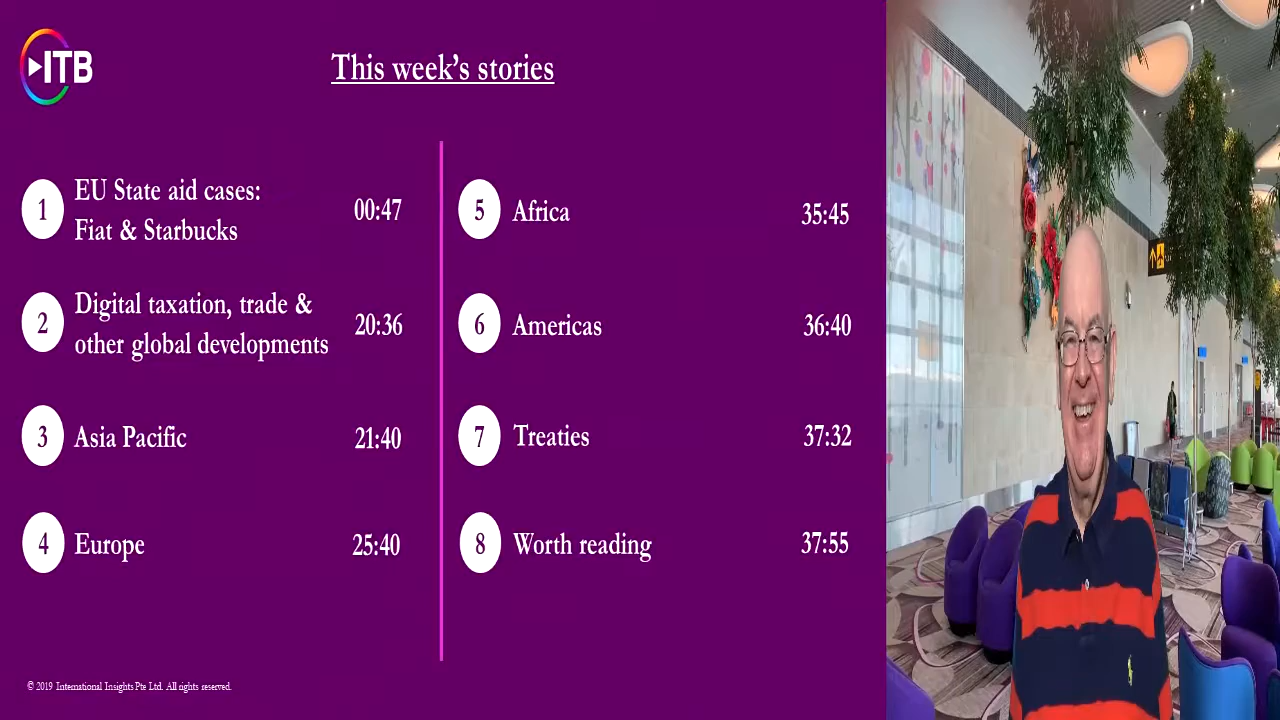 ITB
This week's stories
1
EU State aid cases:
Fiat & Starbucks
00:47
2
Digital taxation, trade &
other global developments
20:36
3
Asia Pacific
21:40
4
Europe
25:40
5
Africa
35:45
6
Americas
36:40
7
Treaties
37:32
8
Worth reading
37:55
© 2019 International Insights Pte Ltd. All rights reserved.